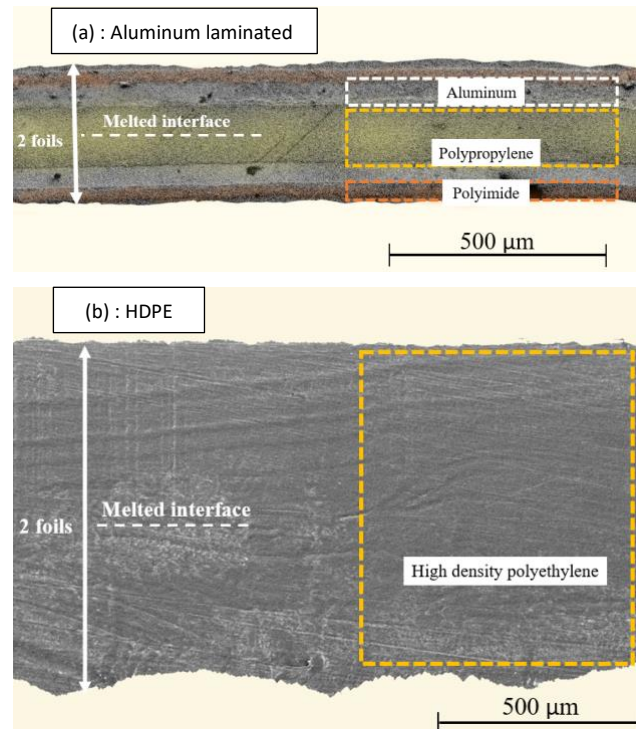 (a) : Aluminum laminated
Aluminum
Melted interface
2 foils
Polypropylene
Polyimide
500 µm
(b) : HDPE
Melted interface
2 foils
High density polyethylene
500 µm